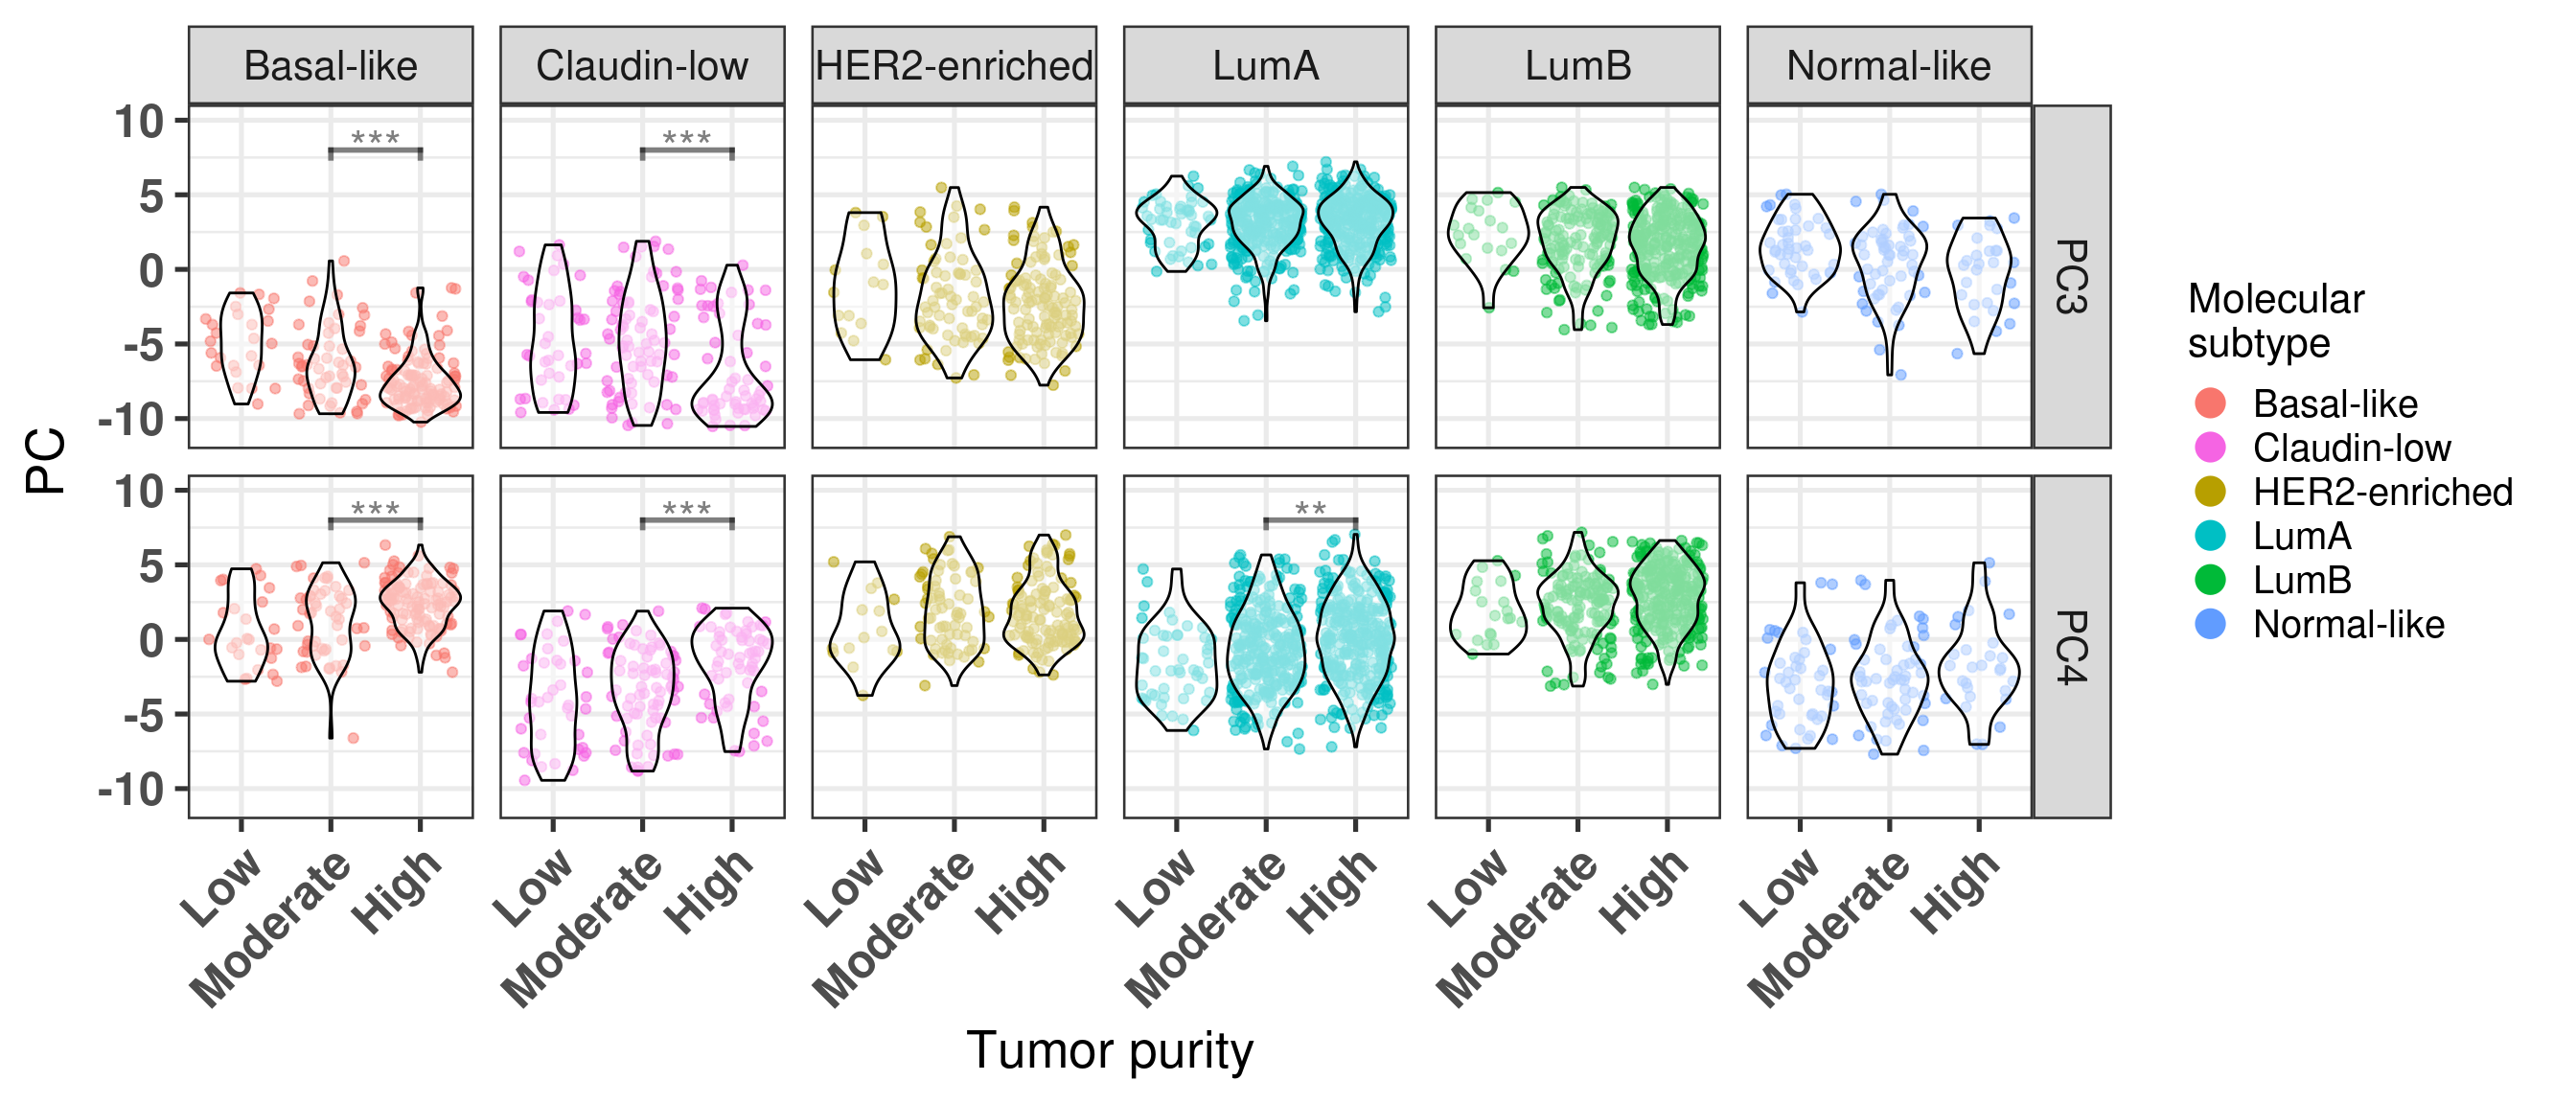 Basal-like Claudin-low HER2-enriched LumA LumB Normal-like
10
*** ***
5
0
-5
-10
PC3
PC
10
*** *** **
5
0
-5
-10
PC4
Low Moderate High Low Moderate High Low Moderate High Low Moderate High Low Moderate High Low Moderate High
Tumor purity
Molecular
subtype
Basal-like
Claudin-low
HER2-enriched
LumA
LumB
Normal-like